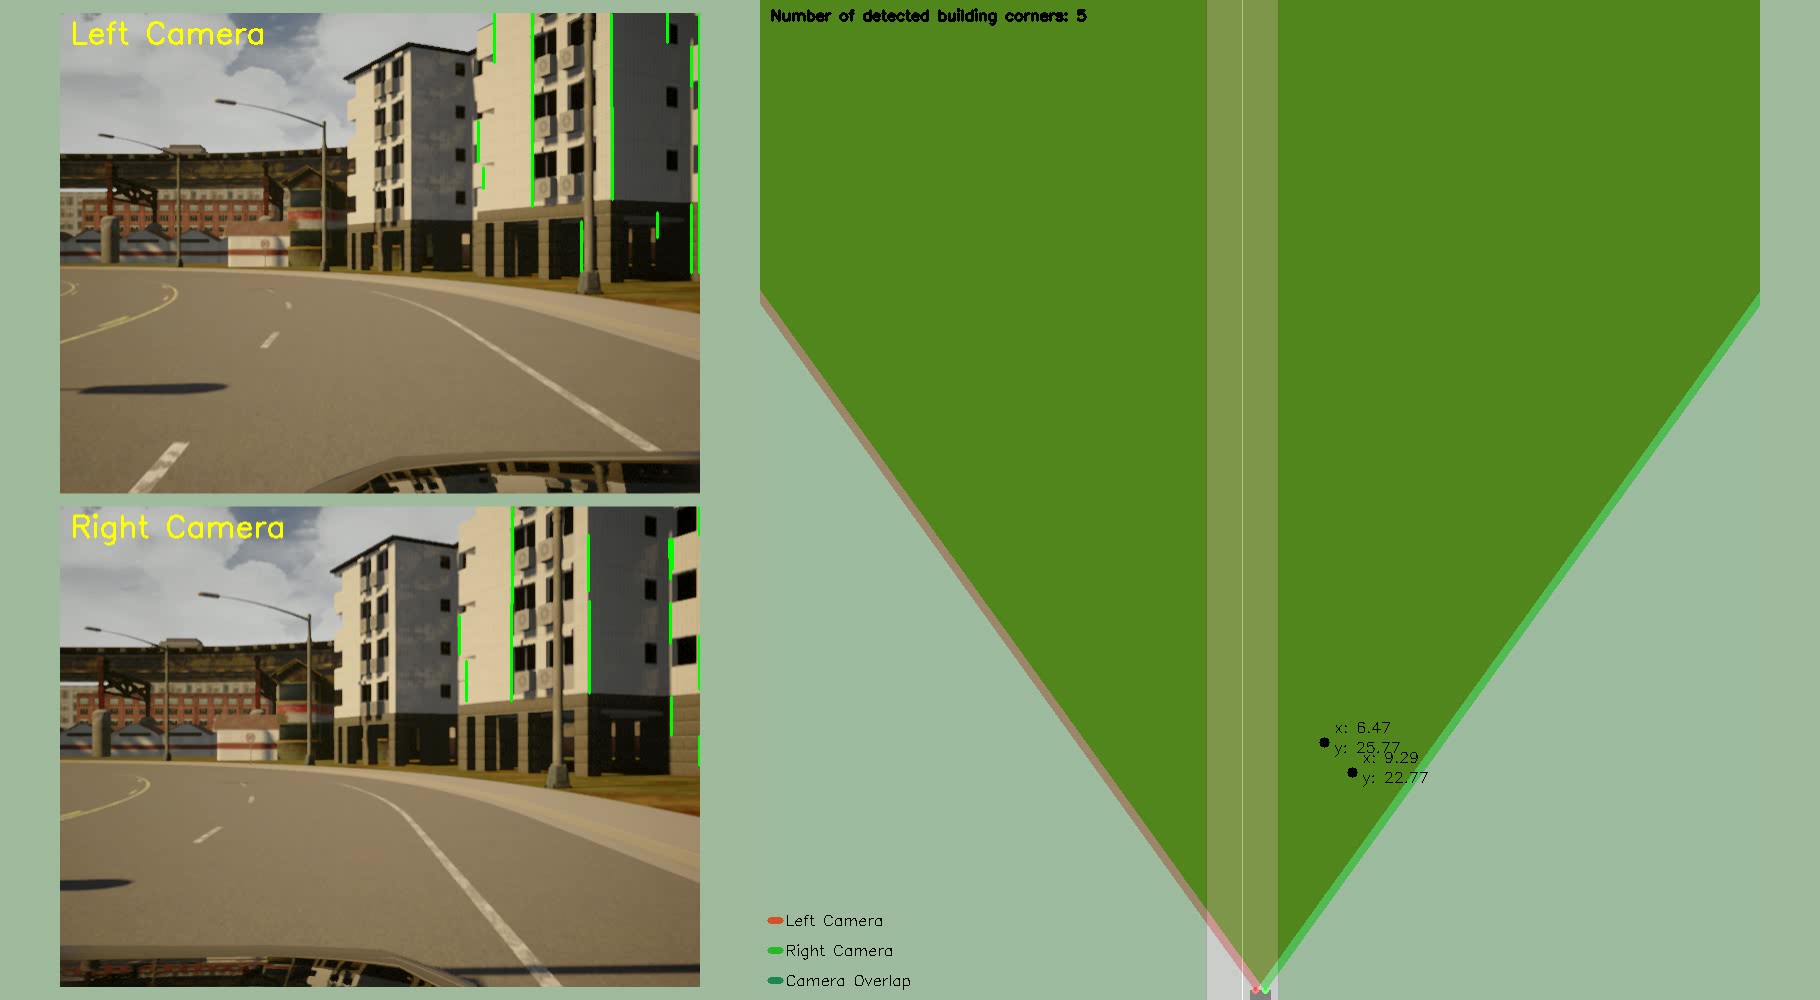 Left Camera
Right Camera
Number of detected building corners: 5
x: 6.47
y: 25.77
x: 9.29
y: 22.77
Left Camera
Right Camera
Camera Overlap